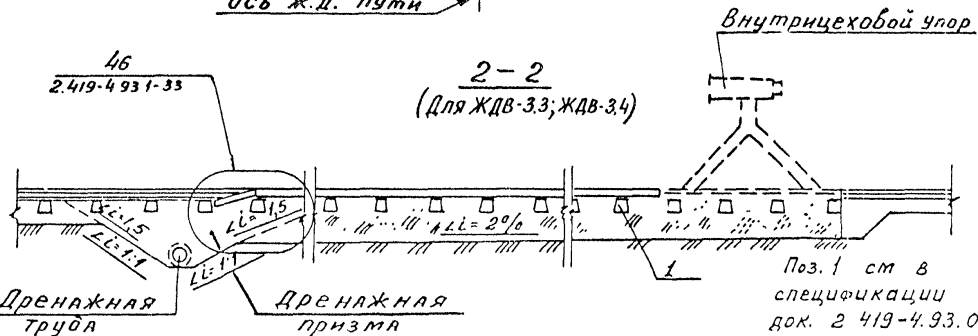 ось ж.д. пути
Внутрицеховой упор
46
2.419-4 93 1-33
2-2
(Для ЖДВ-3.3; ЖДВ-3.4)
i=1:1,5
i=1:1
i=1:1
i=1:1,5
i=2%
1
Дренажная
труба
Дренажная
призма
Поз. 1 см в
спецификации
док. 2 419-4.93.0